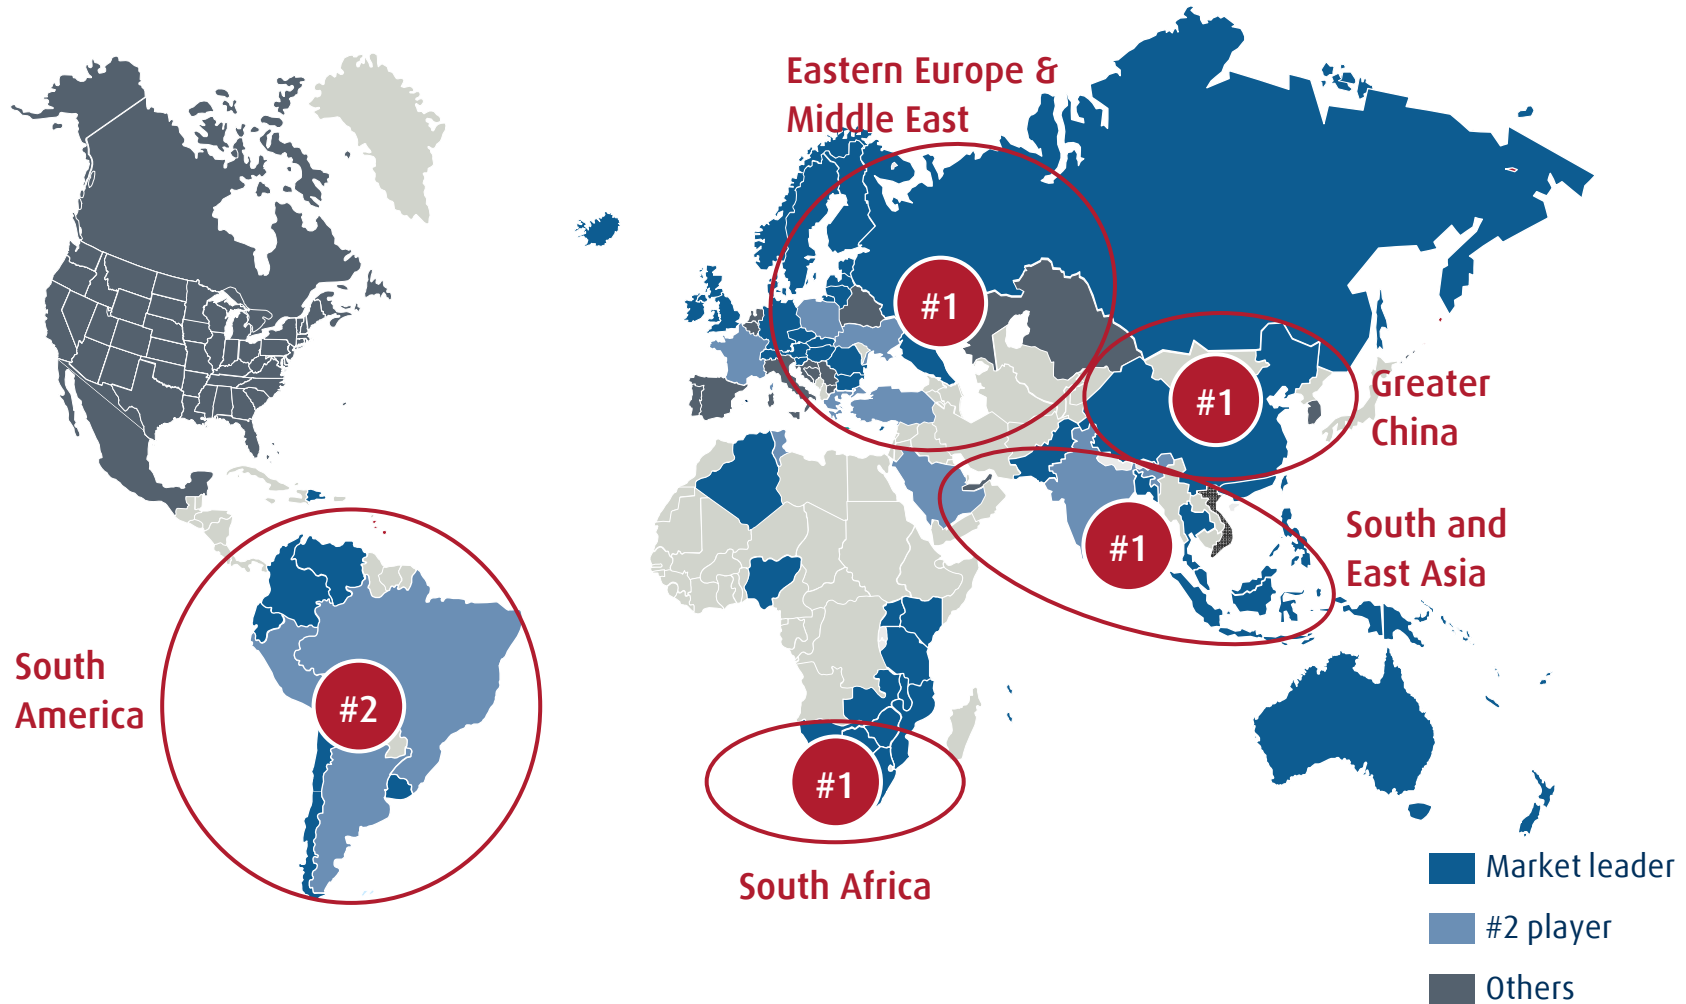 Eastern Europe &
Middle East
#1
#1
Greater
China
South and
East Asia
#1
South
America
#2
#1
South Africa
Market leader
#2 player
Others